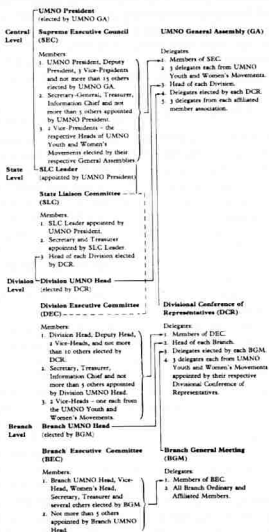 UMNO President
(elected by UMNO GA)
Central Level
Supreme Executive Council (SEC)
Members:
1. UMNO President, Deputy
President, 3 Vice-Presidents
and not more than 15 others
elected by UMNO GA.
2. Secretary-General, Treasurer,
Information Chief and not
more than 5 others appointed
by UMNO President.
3. 2 Vice-Presidents – the
respective Heads of UMNO
Youth and Women's
Movements elected by their
respective General Assemblies
UMNO General Assembly (GA)
Delegates:
1. Members of SEC.
2. 5 delegates each from UMNO
Youth and Women's Movements.
3. Head of each Division.
4. Delegates elected by each DCR.
5. 3 delegates from each affiliated
member association.
State Level
SLC Leader
(appointed by UMNO President)
State Liaison Committee
(SLC)
Members:
1. SLC Leader appointed by
UMNO President.
2. Secretary and Treasurer
appointed by SLC Leader
3. Head of each Division elected
by DCR.
Division Level
Division UMNO Head
(elected by DCR)
Division Executive Committee
(DEC)
Members:
1. Division Head, Deputy Head,
2 Vice-Heads, and not more
than 10 others elected by
DCR.
2. Secretary, Treasurer,
Information Chief and not
more than 5 others appointed
by Division UMNO Head.
3. 2 Vice-Heads – one each from
the UMNO Youth and
Women's Movements.
Divisional Conference of
Representatives (DCR)
Delegates:
1. Members of DEC.
2. Head of each Branch.
3. Delegates elected by each BGM.
4. 3 delegates each from UMNO
Youth and Women's Movements
appointed by their respective
Divisional Conference of
Representatives.
Branch Level
Branch UMNO Head
(elected by BGM)
Branch Executive Committee
(BEC)
Members:
1. Branch UMNO Head, Vice-
Head, Women's Head,
Secretary, Treasurer and
several others elected by BGM.
2. Not more than 5 others
appointed by Branch UMNO
Head.
Branch General Meeting
(BGM)
Delegates:
1. Members of BEC.
2. All Branch Ordinary and
Affiliated Members.